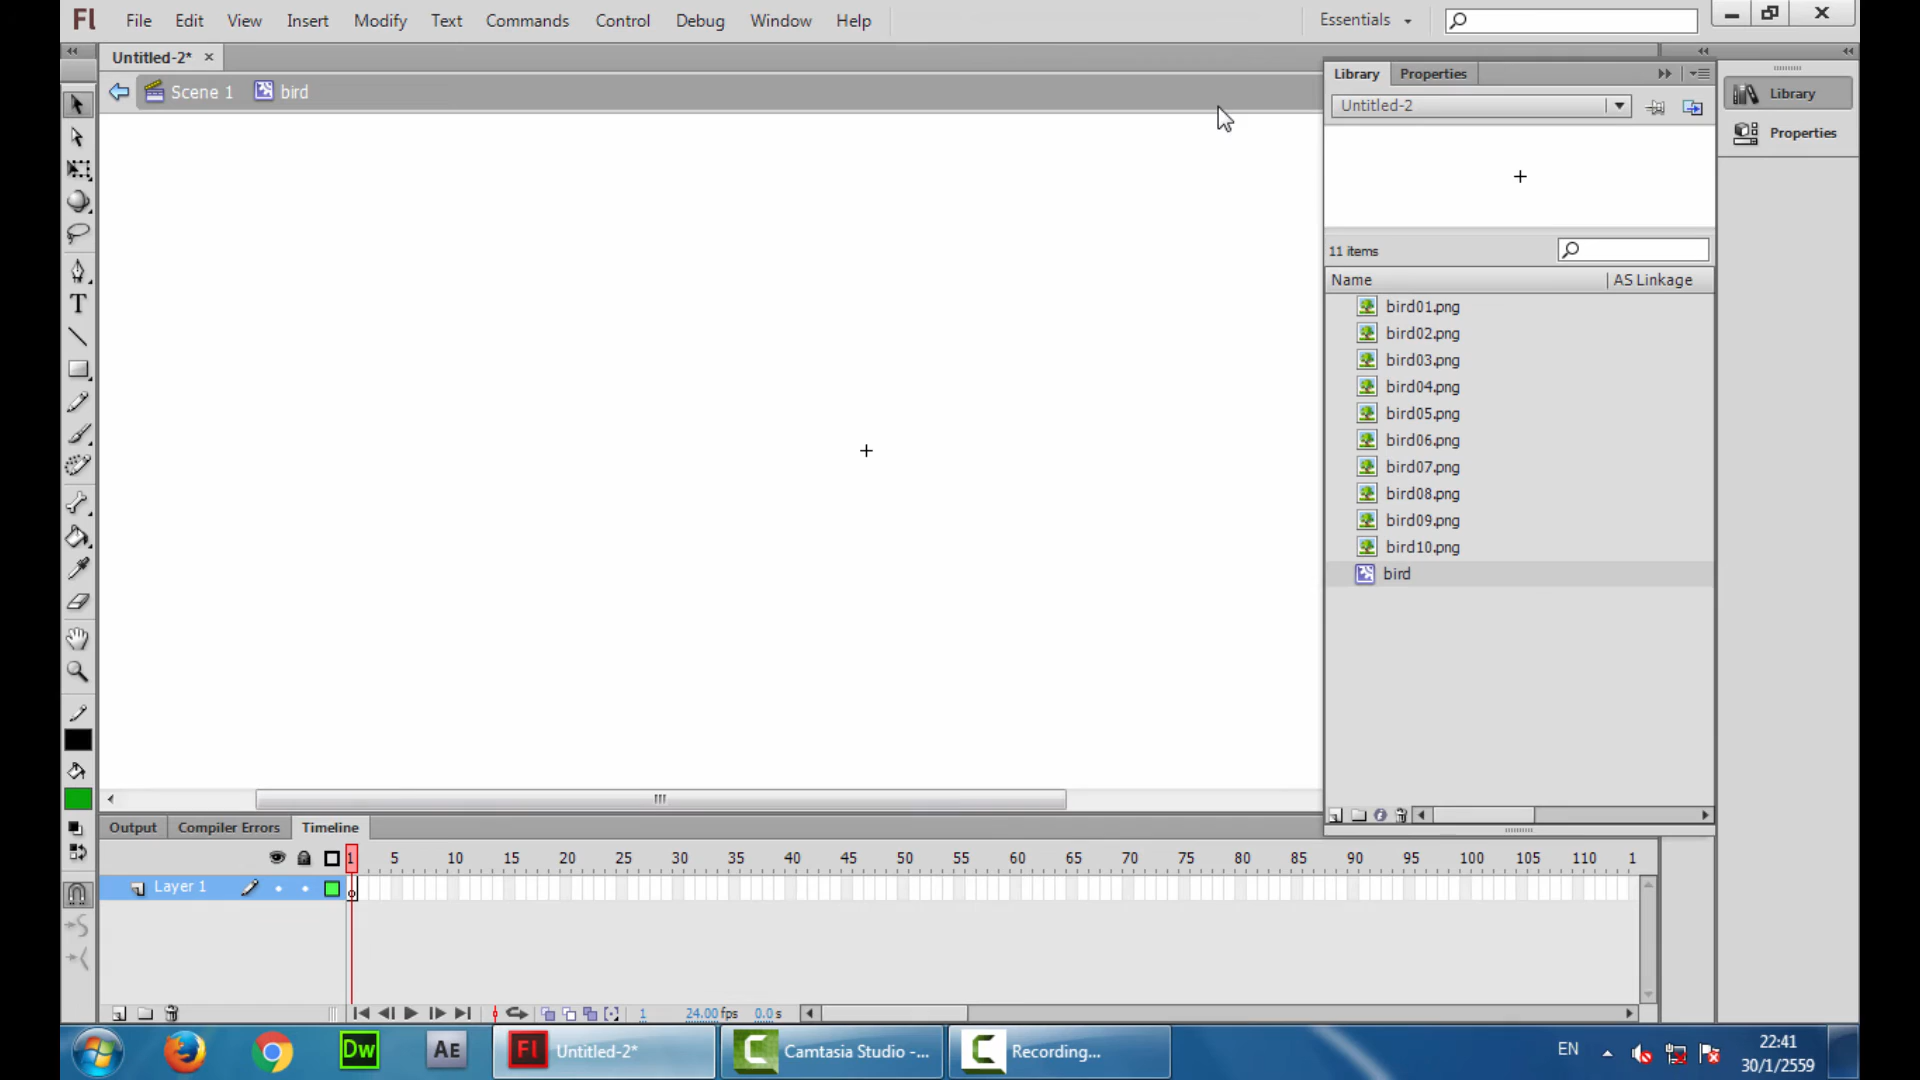 Fl File Edit View Insert Modify Text Commands Control Debug Window Help Essentials
Untitled-2*
Scene 1 bird
Library Properties
Untitled-2
Library
Properties
11 items
Name AS Linkage
bird01.png
bird02.png
bird03.png
bird04.png
bird05.png
bird06.png
bird07.png
bird08.png
bird09.png
bird10.png
bird
T
Output Compiler Errors Timeline
1 5 10 15 20 25 30 35 40 45 50 55 60 65 70 75 80 85 90 95 100 105 110 1
Layer 1
1 24.00 fps 0.0 s
Dw AE Fl Untitled-2* C Camtasia Studio -... C Recording... EN 22:41
30/1/2559